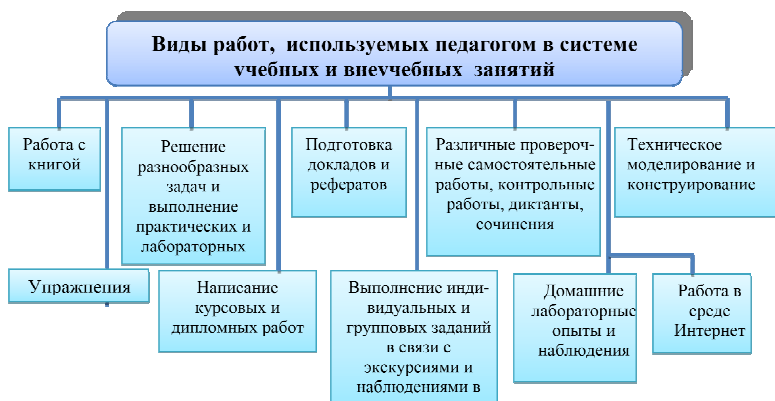 Виды работ, используемых педагогом в системе
учебных и внеучебных занятий
Работа с
книгой
Решение
разнообразных
задач и
выполнение
практических и
лабораторных
Подготовка
докладов и
рефератов
Различные провероч-
ные самостоятельные
работы, контрольные
работы, диктанты,
сочинения
Техническое
моделирование и
конструирование
Упражнения
Написание
курсовых и
дипломных работ
Выполнение инди-
видуальных и
групповых заданий
в связи с
экскурсиями и
наблюдениями в
Домашние
лабораторные
опыты и
наблюдения
Работа в
среде
Интернет